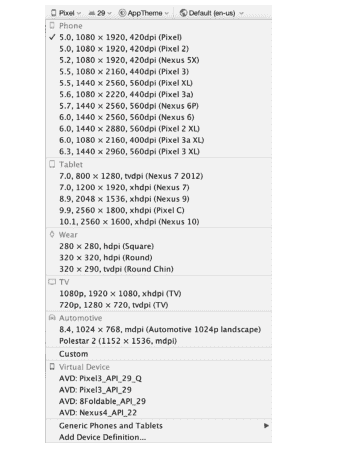 Pixel 29 AppTheme Default (en-us)
Phone
5.0, 1080 × 1920, 420dpi (Pixel)
5.0, 1080 × 1920, 420dpi (Pixel 2)
5.2, 1080 × 1920, 420dpi (Nexus 5X)
5.5, 1080 × 2160, 440dpi (Pixel 3)
5.5, 1440 × 2560, 560dpi (Pixel XL)
5.6, 1080 × 2220, 440dpi (Pixel 3a)
5.7, 1440 × 2560, 560dpi (Nexus 6P)
6.0, 1440 × 2560, 560dpi (Nexus 6)
6.0, 1440 × 2880, 560dpi (Pixel 2 XL)
6.0, 1080 × 2160, 400dpi (Pixel 3a XL)
6.3, 1440 × 2960, 560dpi (Pixel 3 XL)
Tablet
7.0, 800 × 1280, tvdpi (Nexus 7 2012)
7.0, 1200 × 1920, xhdpi (Nexus 7)
8.9, 2048 × 1536, xhdpi (Nexus 9)
9.9, 2560 × 1800, xhdpi (Pixel C)
10.1, 2560 × 1600, xhdpi (Nexus 10)
Wear
280 × 280, hdpi (Square)
320 × 320, hdpi (Round)
320 × 290, tvdpi (Round Chin)
TV
1080p, 1920 × 1080, xhdpi (TV)
720p, 1280 × 720, tvdpi (TV)
Automotive
8.4, 1024 × 768, mdpi (Automotive 1024p landscape)
Polestar 2 (1152 × 1536, mdpi)
Custom
Virtual Device
AVD: Pixel3_API_29_Q
AVD: Pixel3_API_29
AVD: 8Foldable_API_29
AVD: Nexus4_API_22
Generic Phones and Tablets
Add Device Definition...